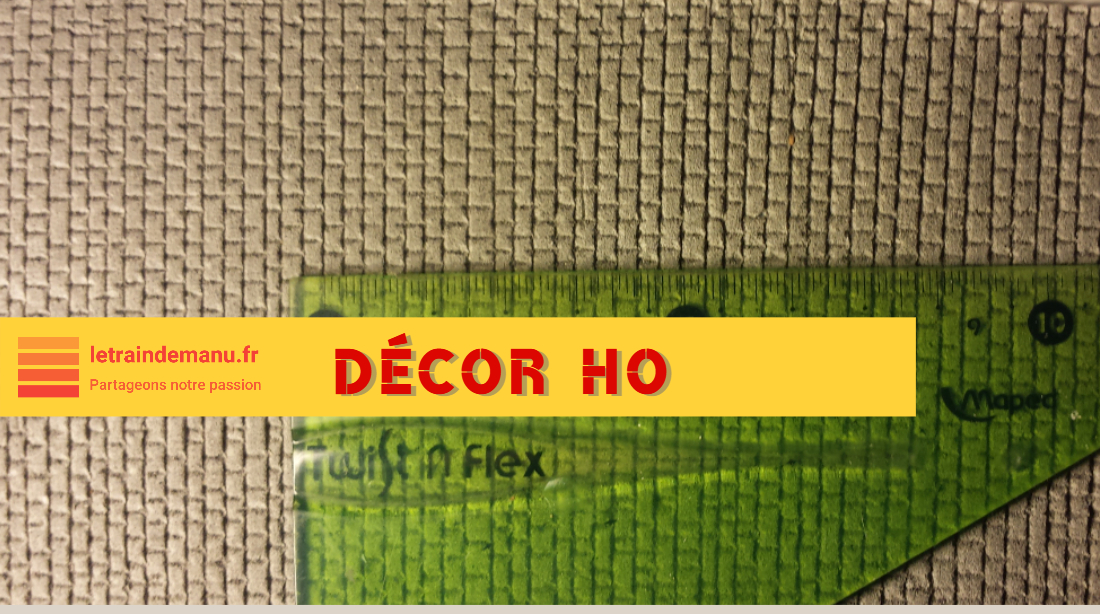 9
10
letraindemanu.fr
Partageons notre passion
DÉCOR HO
Maped
Twist n Flex